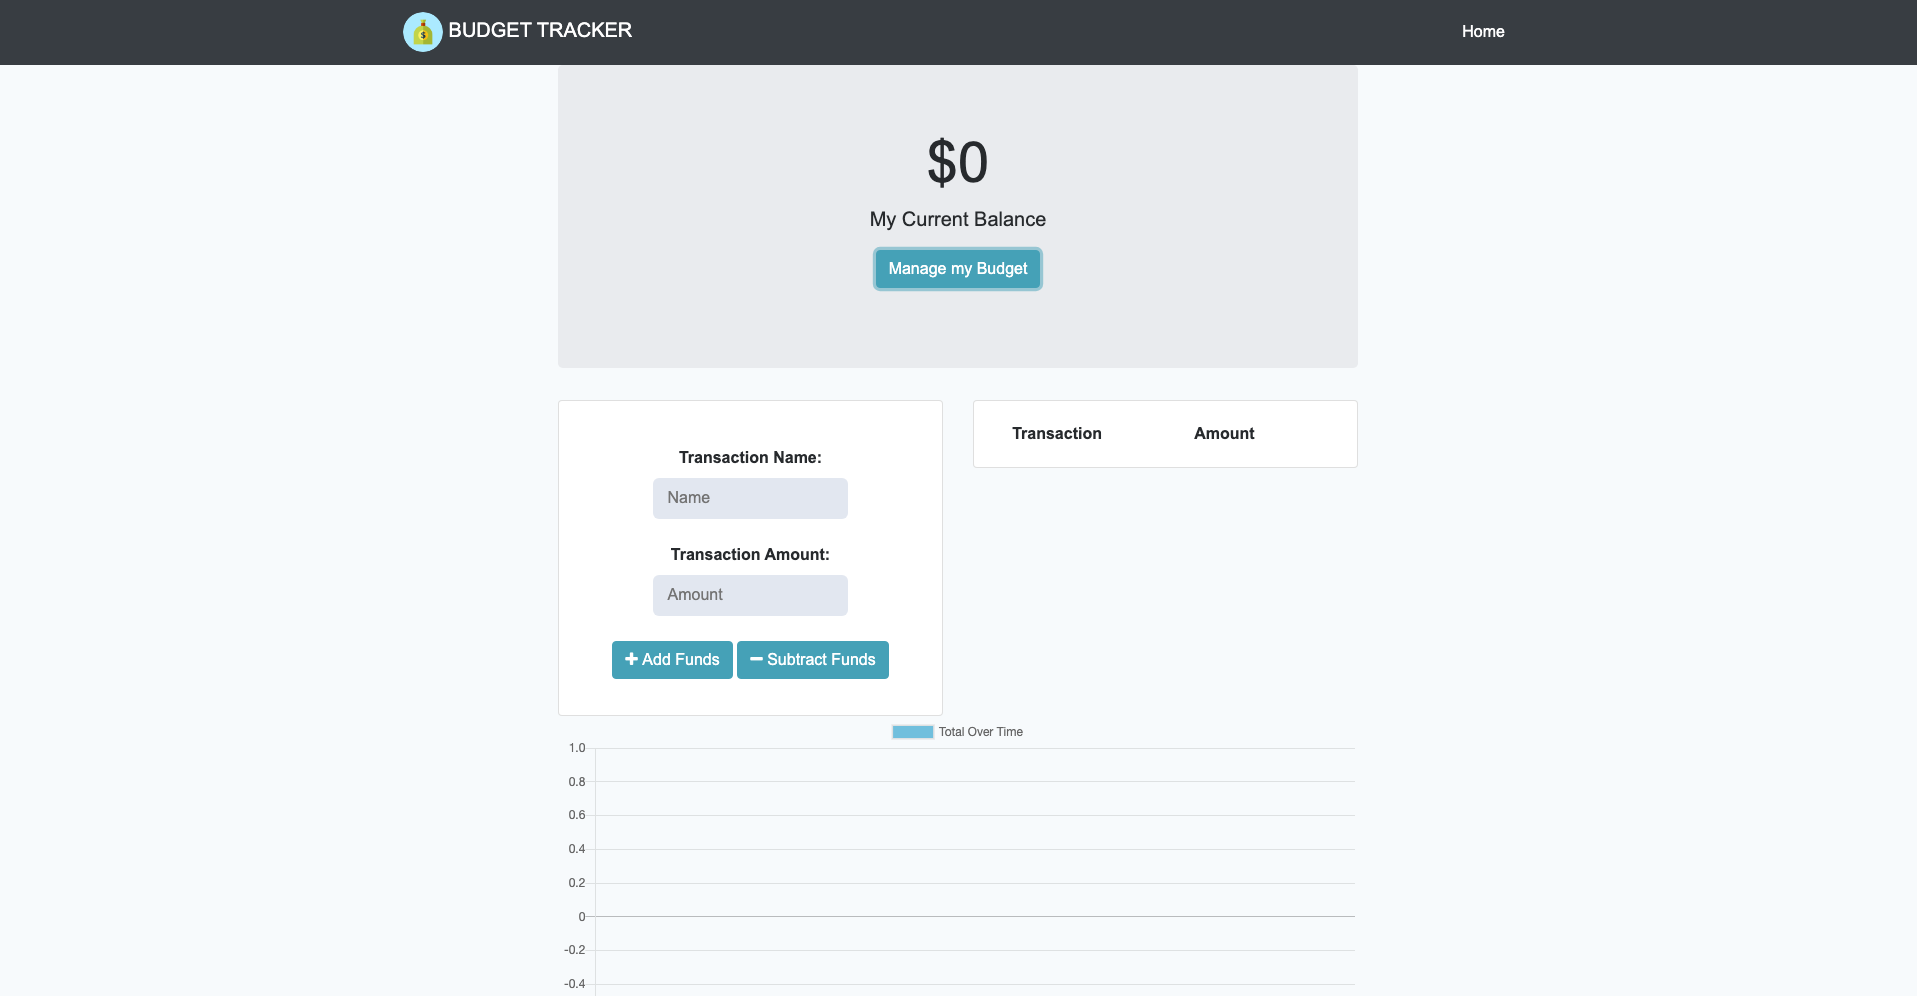 BUDGET TRACKER
Home
$0
My Current Balance
Manage my Budget
Transaction Name:
Name
Transaction Amount:
Amount
Add Funds
Subtract Funds
Transaction Amount
Total Over Time
1.0
0.8
0.6
0.4
0.2
0
-0.2
-0.4